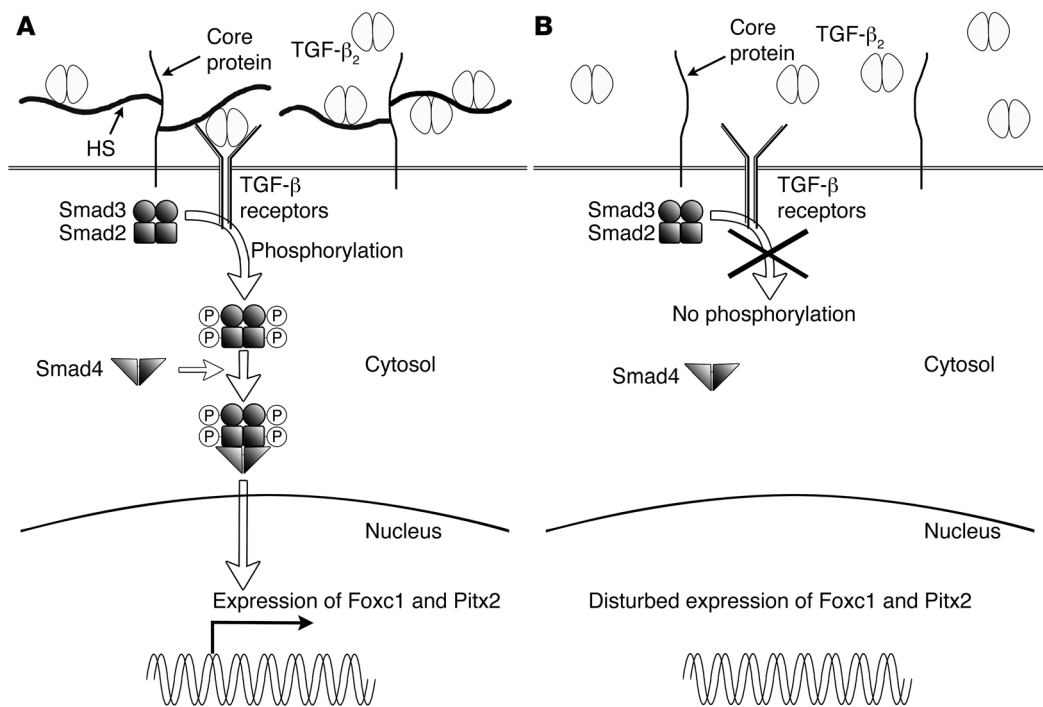 A
Core
protein
TGF-β2
HS
TGF-β
receptors
Smad3
Smad2
Phosphorylation
P
P
P
P
Smad4
Cytosol
P
P
P
P
Nucleus
Expression of Foxc1 and Pitx2
B
Core
protein
TGF-β2
TGF-β
receptors
Smad3
Smad2
No phosphorylation
Smad4
Cytosol
Nucleus
Disturbed expression of Foxc1 and Pitx2